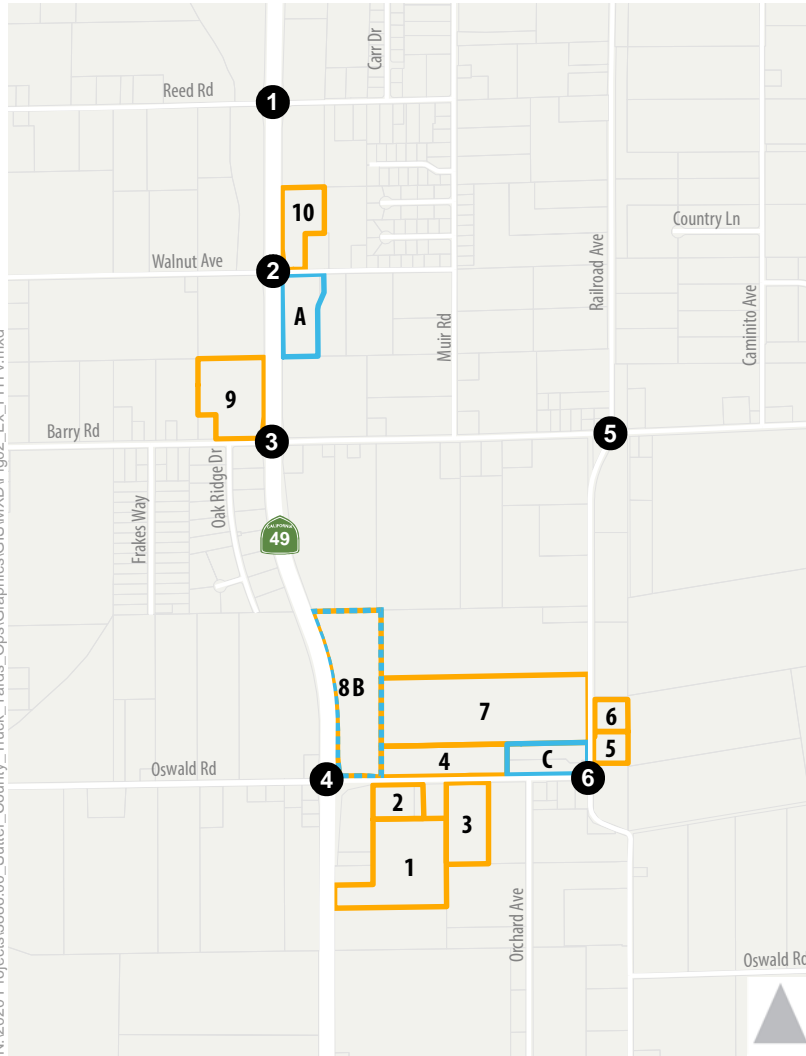 Carr Dr
Reed Rd
1
10
Country Ln
Walnut Ave
2
Railroad Ave
A
Caminito Ave
Muir Rd
9
Barry Rd
3
5
Oak Ridge Dr
Frakes Way
CALIFORNIA
49
8 B
7
6
5
Oswald Rd
4
4
C
6
2
3
1
Orchard Ave
Oswald Rd